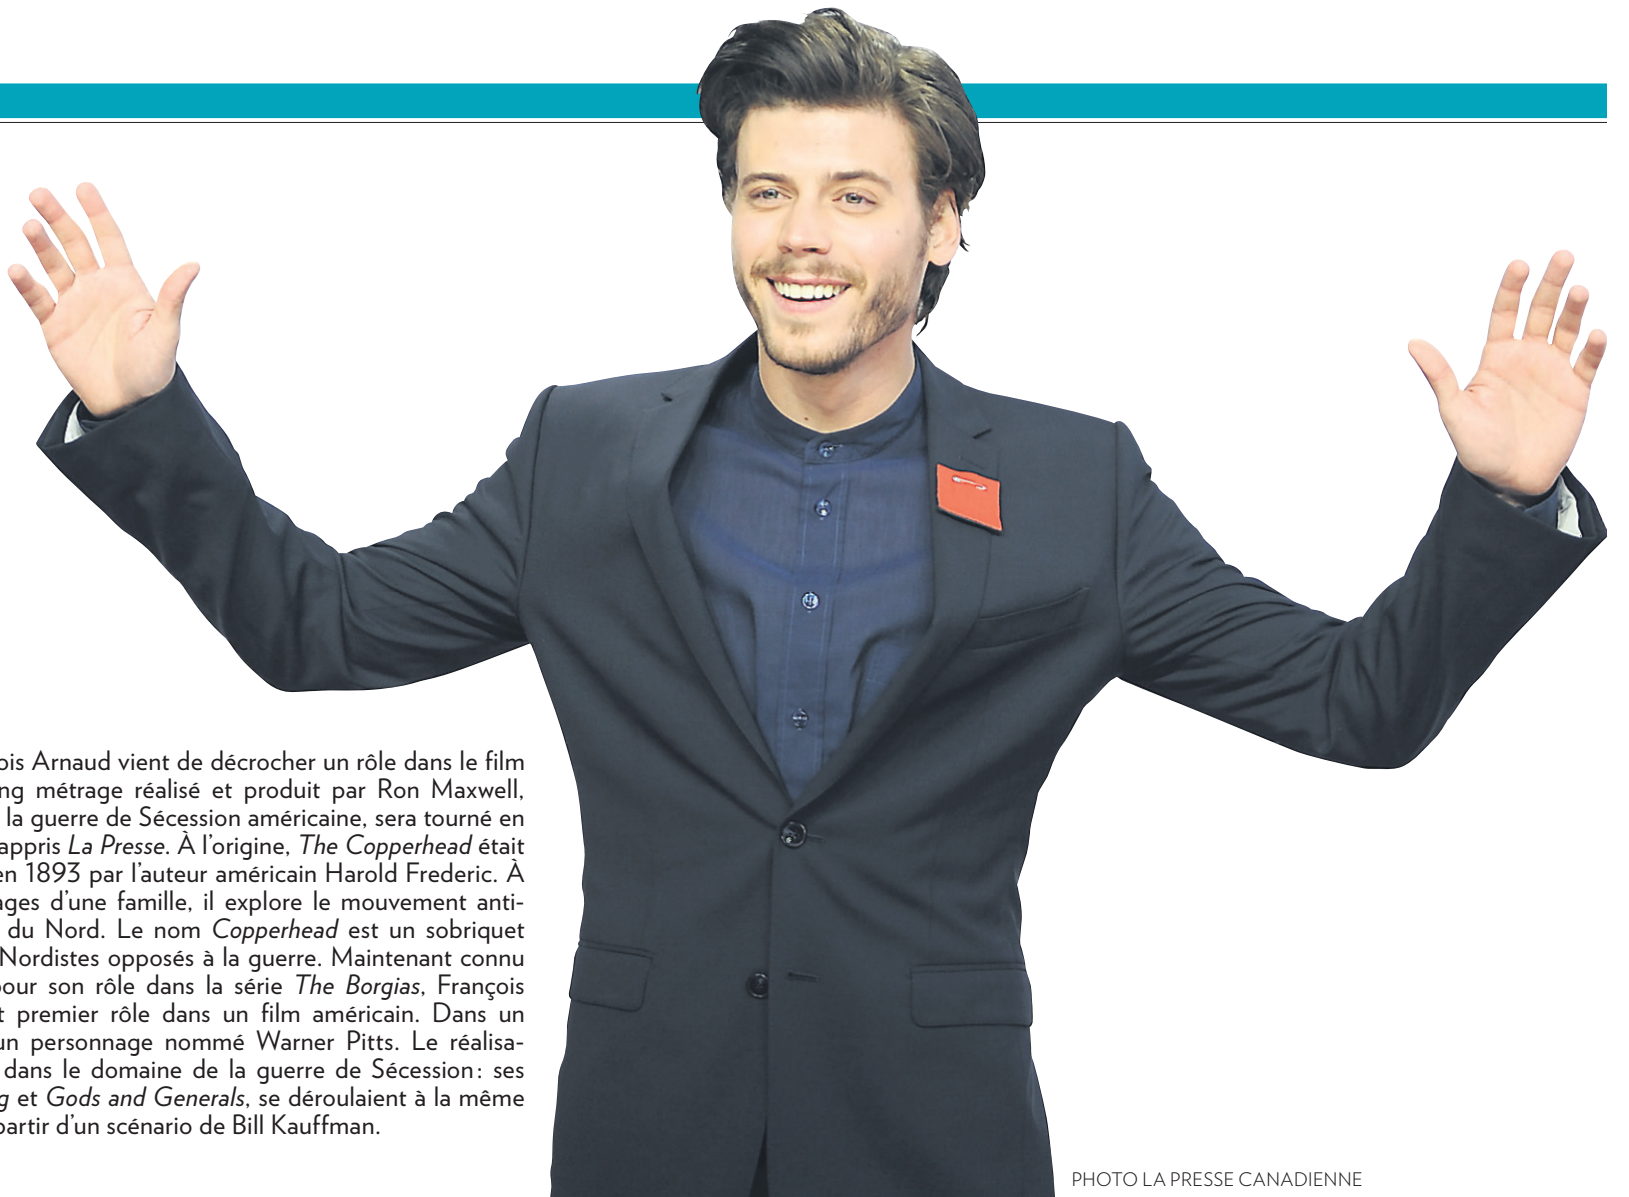 ois Arnaud vient de décrocher un rôle dans le film
ng métrage réalisé et produit par Ron Maxwell,
la guerre de Sécession américaine, sera tourné en
appris La Presse. À l'origine, The Copperhead était
en 1893 par l'auteur américain Harold Frederic. À
ages d'une famille, il explore le mouvement anti-
du Nord. Le nom Copperhead est un sobriquet
Nordistes opposés à la guerre. Maintenant connu
pour son rôle dans la série The Borgias, François
t premier rôle dans un film américain. Dans un
un personnage nommé Warner Pitts. Le réalisa-
dans le domaine de la guerre de Sécession: ses
g et Gods and Generals, se déroulaient à la même
partir d'un scénario de Bill Kauffman.
PHOTO LA PRESSE CANADIENNE